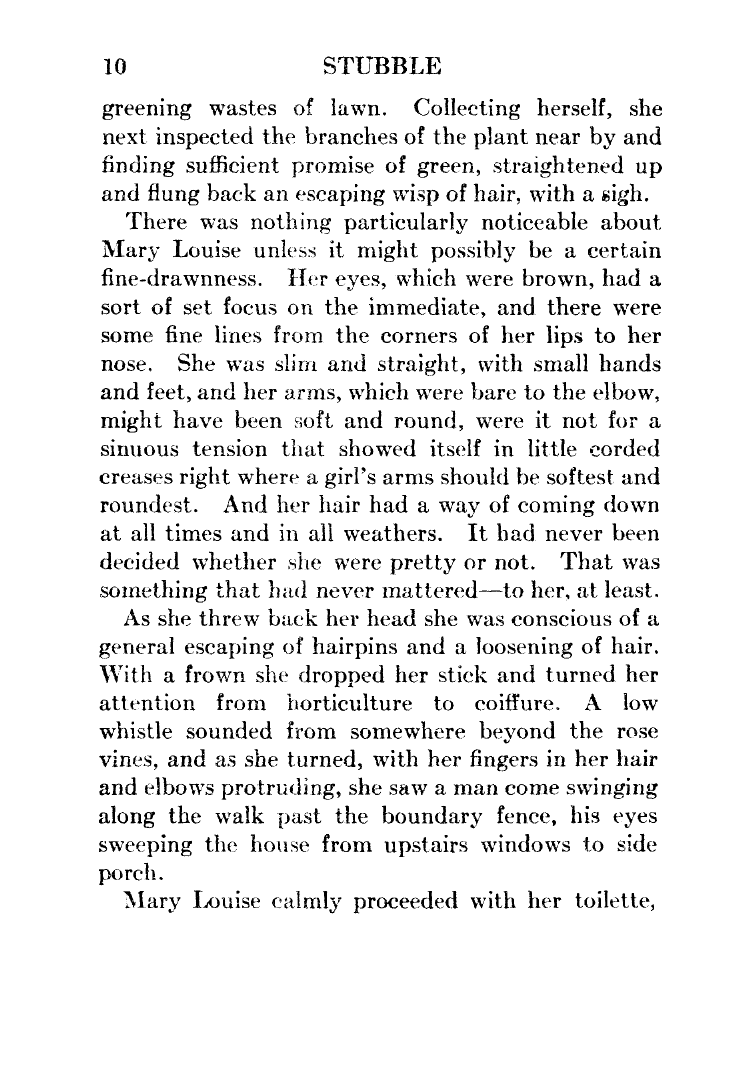 10 STUBBLE
greening wastes of lawn. Collecting herself, she
next inspected the branches of the plant near by and
finding sufficient promise of green, straightened up
and flung back an escaping wisp of hair, with a sigh.
There was nothing particularly noticeable about
Mary Louise unless it might possibly be a certain
fine-drawnness. Her eyes, which were brown, had a
sort of set focus on the immediate, and there were
some fine lines from the corners of her lips to her
nose. She was slim and straight, with small hands
and feet, and her arms, which were bare to the elbow,
might have been soft and round, were it not for a
sinuous tension that showed itself in little corded
creases right where a girl's arms should be softest and
roundest. And her hair had a way of coming down
at all times and in all weathers. It had never been
decided whether she were pretty or not. That was
something that had never mattered—to her, at least.
As she threw back her head she was conscious of a
general escaping of hairpins and a loosening of hair.
With a frown she dropped her stick and turned her
attention from horticulture to coiffure. A low
whistle sounded from somewhere beyond the rose
vines, and as she turned, with her fingers in her hair
and elbows protruding, she saw a man come swinging
along the walk past the boundary fence, his eyes
sweeping the house from upstairs windows to side
porch.
Mary Louise calmly proceeded with her toilette,